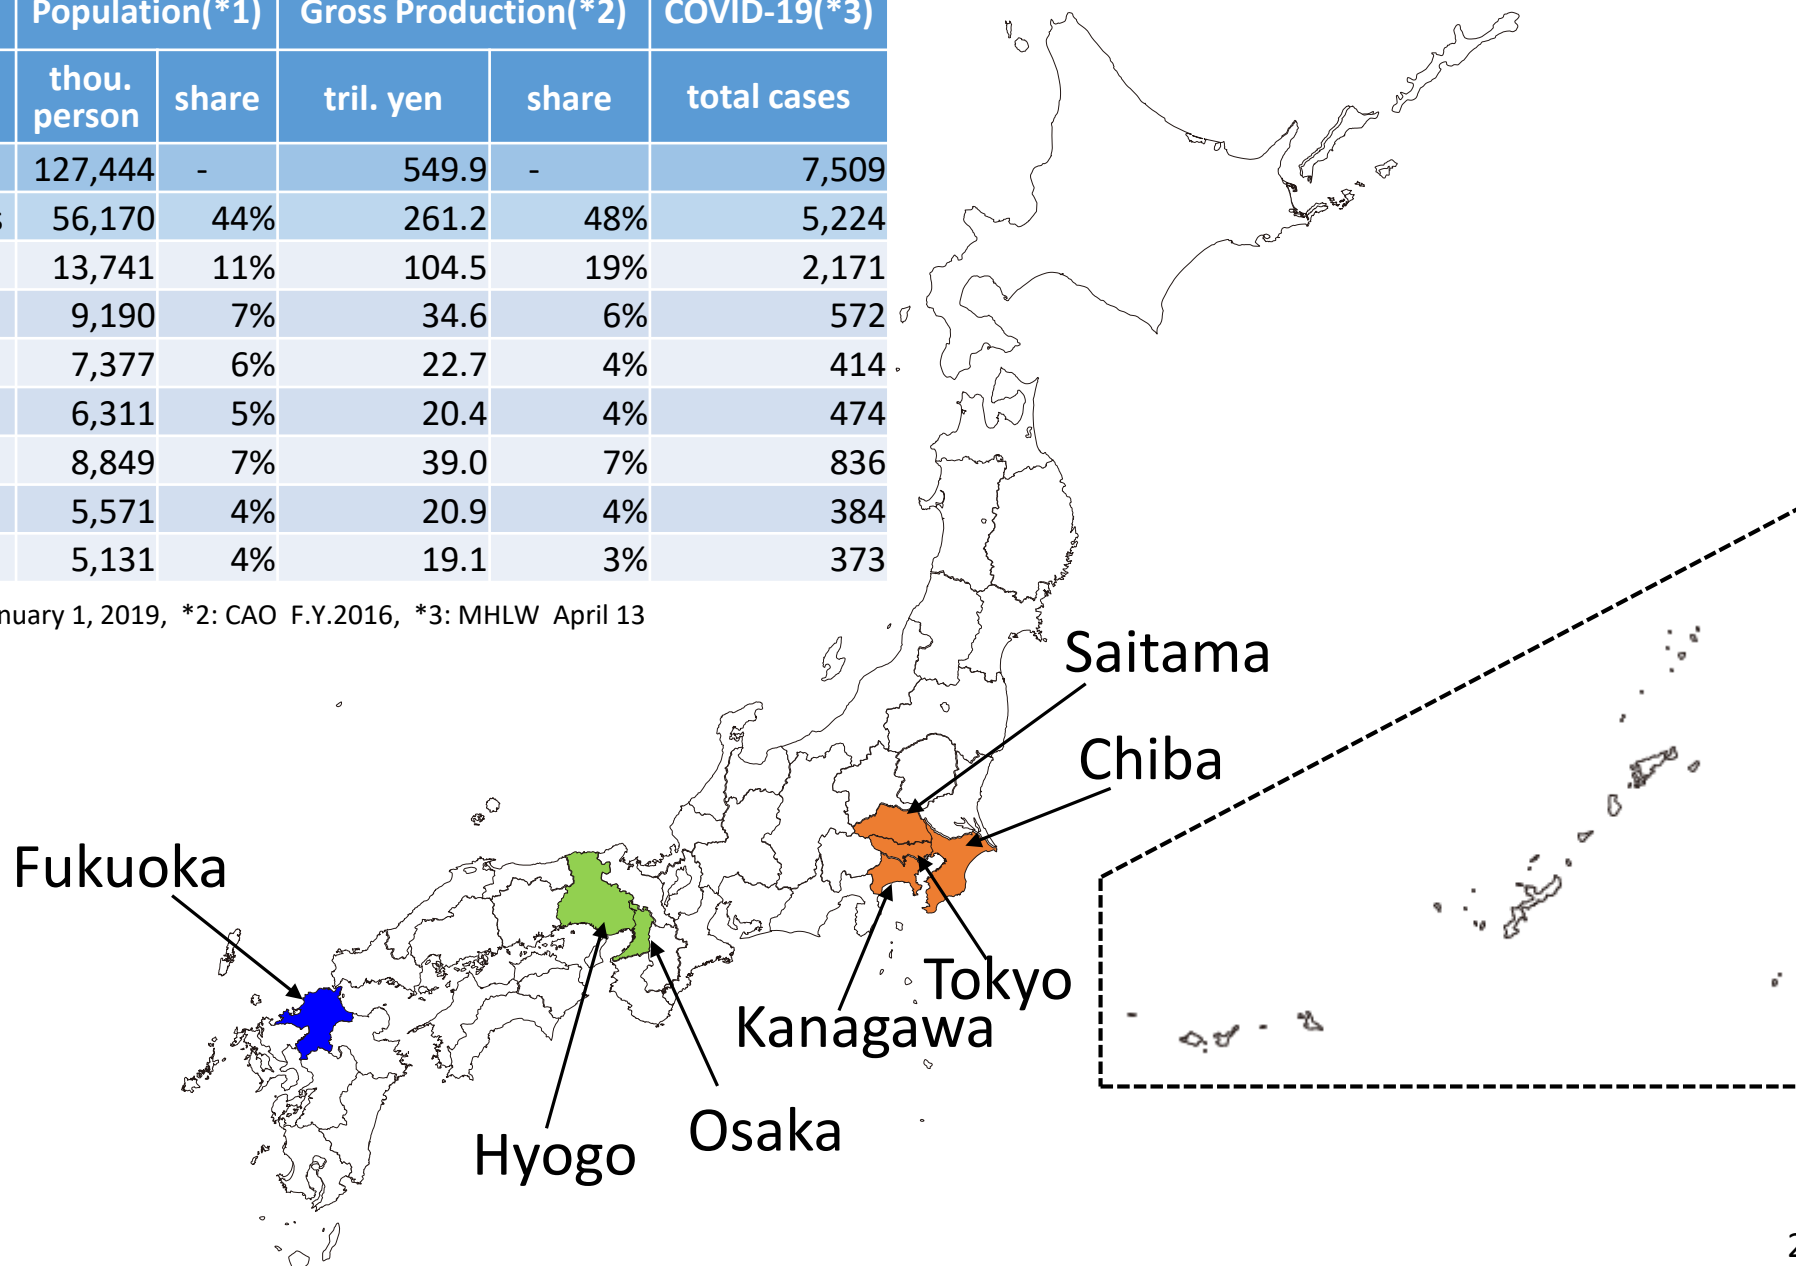 Population(*1) Gross Production(*2) COVID-19(*3)
thou. person share tril. yen share total cases
127,444 - 549.9 - 7,509
s 56,170 44% 261.2 48% 5,224
13,741 11% 104.5 19% 2,171
9,190 7% 34.6 6% 572
7,377 6% 22.7 4% 414
6,311 5% 20.4 4% 474
8,849 7% 39.0 7% 836
5,571 4% 20.9 4% 384
5,131 4% 19.1 3% 373
nuary 1, 2019, *2: CAO F.Y.2016, *3: MHLW April 13
Saitama
Chiba
Fukuoka
Tokyo
Kanagawa
Osaka
Hyogo
2